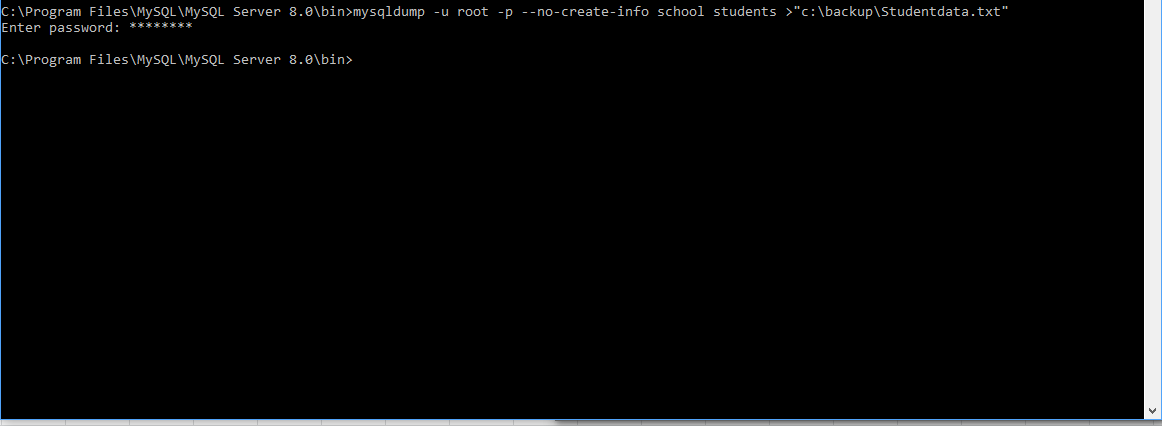 C:\Program Files\MySQL\MySQL Server 8.0\bin>mysqldump -u root -p --no-create-info school students >"c:\backup\Studentdata.txt"
Enter password: ********
C:\Program Files\MySQL\MySQL Server 8.0\bin>